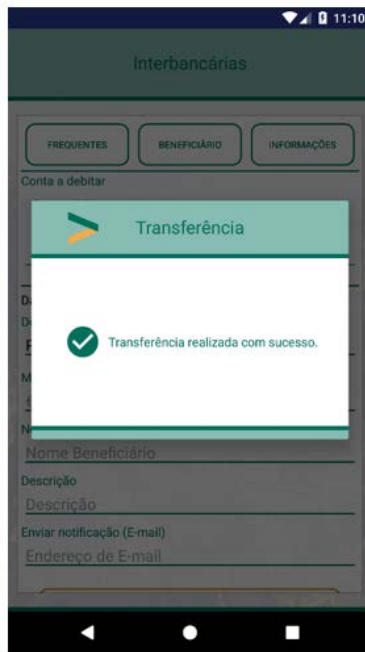 11:10
Interbancárias
FREQUENTES BENEFICIÁRIO INFORMAÇÕES
Conta a debitar
Transferência
Transferência realizada com sucesso.
Nome Beneficiário
Descrição
Descrição
Enviar notificação (E-mail)
Endereço de E-mail